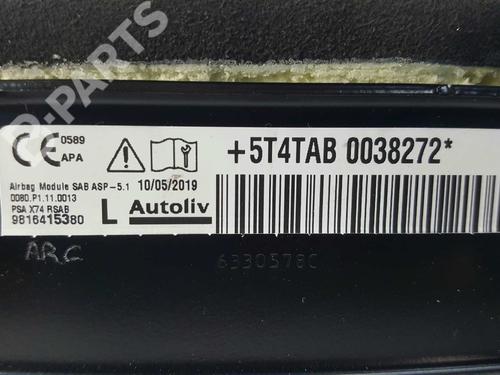 B-PARTS
CE 0589
APA
+5T4TAB 0038272*
Airbag Module SAB ASP-5.1 10/05/2019
0080.P1.11.0013
PSA X74 RSAB
9816415380
L Autoliv
ARC
6330578C